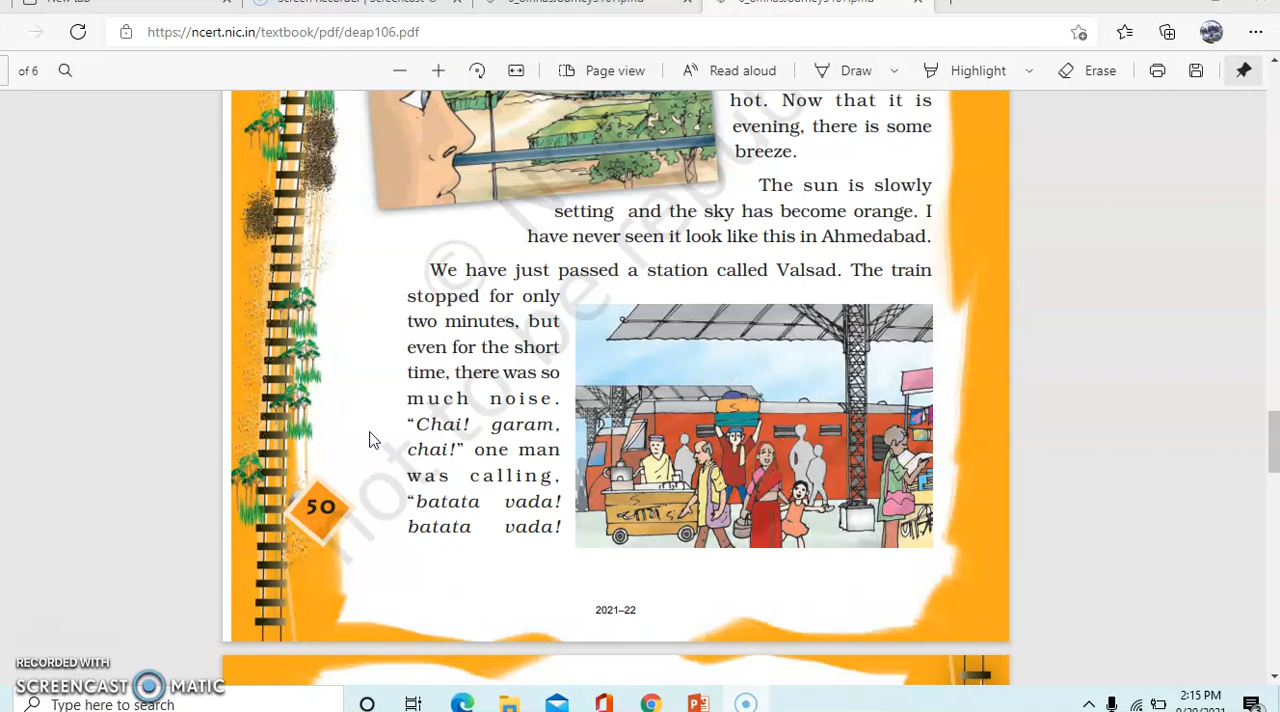 https://ncert.nic.in/textbook/pdf/deap106.pdf
of 6
Page view
Read aloud
Draw
Highlight
Erase
hot. Now that it is
evening, there is some
breeze.
The sun is slowly
setting and the sky has become orange. I
have never seen it look like this in Ahmedabad.
We have just passed a station called Valsad. The train
stopped for only
two minutes, but
even for the short
time, there was so
much noise.
“Chai! garam,
chai!” one man
was calling,
“batata vada!
batata vada!
50
2021–22
RECORDED WITH
SCREENCAST MATIC
Type here to search
2:15 PM